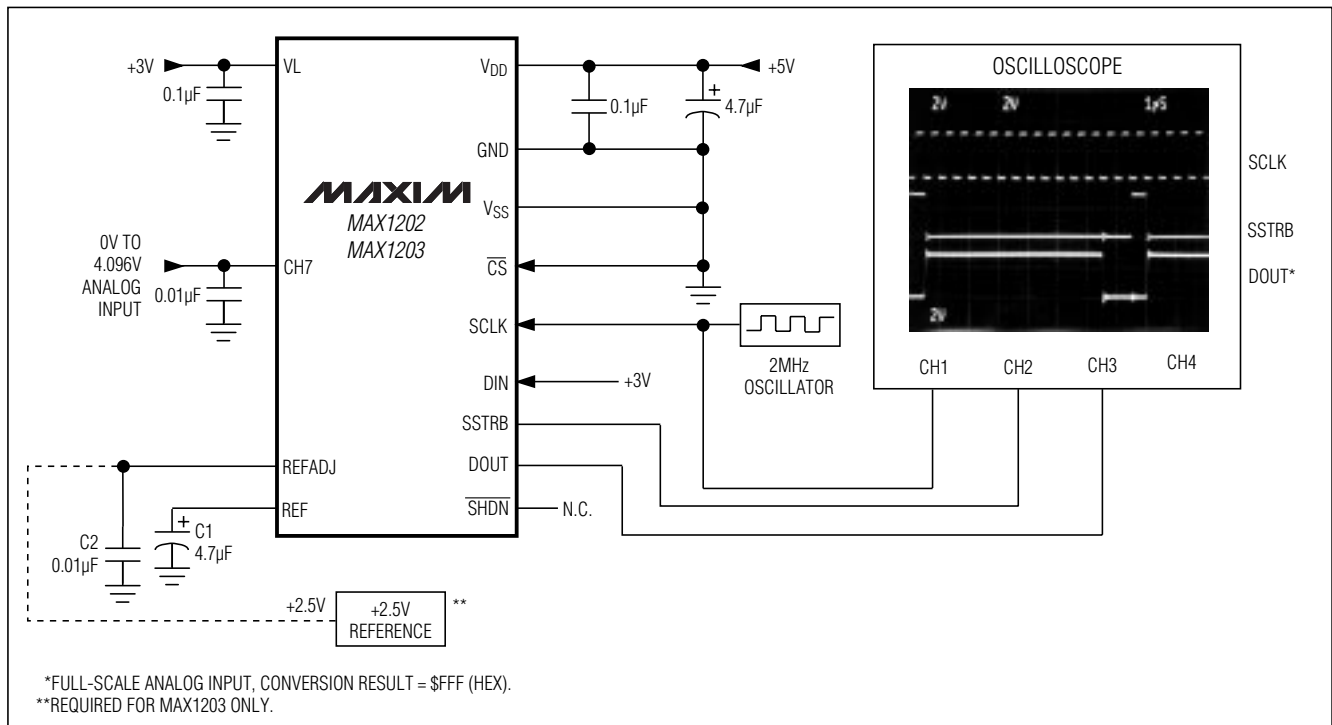 +3V
VL
0.1µF
VDD
+5V
0.1µF
+
4.7µF
GND
MAXIM
MAX1202
MAX1203
VSS
0V TO
4.096V
ANALOG
INPUT
CH7
0.01µF
CS
SCLK
2MHz
OSCILLATOR
DIN
+3V
SSTRB
DOUT
SHDN
N.C.
REFADJ
REF
C2
0.01µF
+
C1
4.7µF
+2.5V
+2.5V
REFERENCE
**
OSCILLOSCOPE
2V
2V
1µS
2V
SCLK
SSTRB
DOUT*
CH1
CH2
CH3
CH4
*FULL-SCALE ANALOG INPUT, CONVERSION RESULT = $FFF (HEX).
**REQUIRED FOR MAX1203 ONLY.